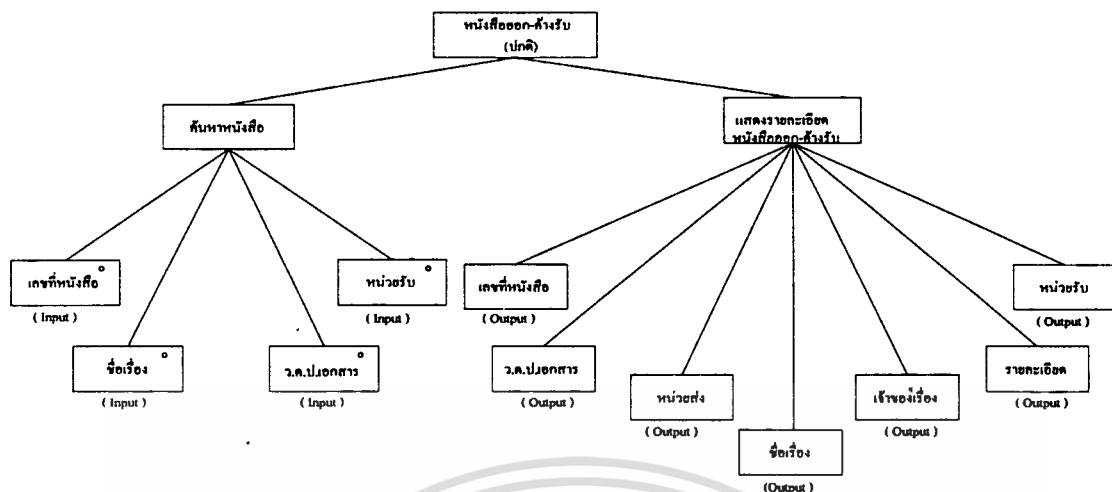 หนังสือออก-ค้างรับ
(ปกติ)
ค้นหาหนังสือ
แสดงรายละเอียด
หนังสือออก-ค้างรับ
เลขที่หนังสือ
( Input )
หน่วยรับ
( Input )
เลขที่หนังสือ
( Output )
หน่วยรับ
( Output )
ชื่อเรื่อง
( Input )
ว.ด.ป.เอกสาร
( Input )
ว.ด.ป.เอกสาร
( Output )
รายละเอียด
( Output )
หน่วยส่ง
( Output )
เจ้าของเรื่อง
( Output )
ชื่อเรื่อง
(Output )